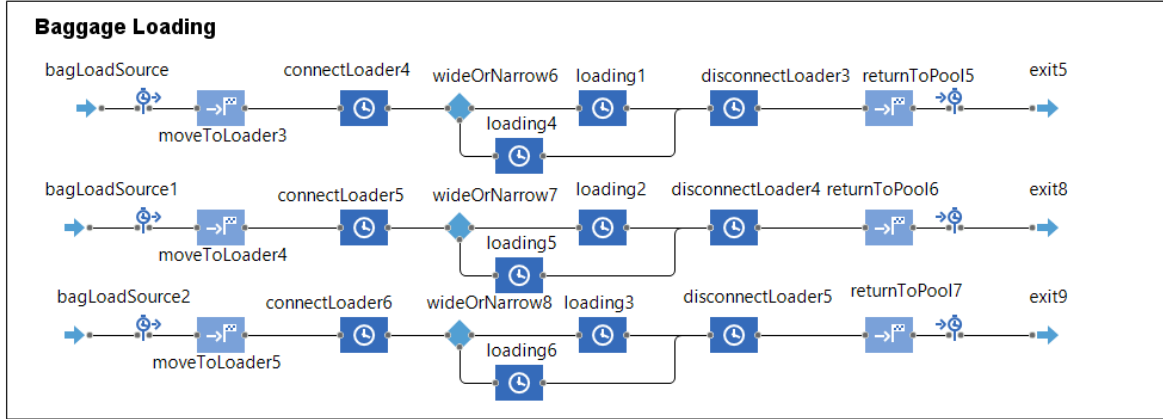 Baggage Loading
bagLoadSource
connectLoader4
wideOrNarrow6
loading1
disconnectLoader3
returnToPool5
exit5
moveToLoader3
loading4
bagLoadSource1
connectLoader5
wideOrNarrow7
loading2
disconnectLoader4
returnToPool6
exit8
moveToLoader4
loading5
bagLoadSource2
connectLoader6
wideOrNarrow8
loading3
disconnectLoader5
returnToPool7
exit9
moveToLoader5
loading6